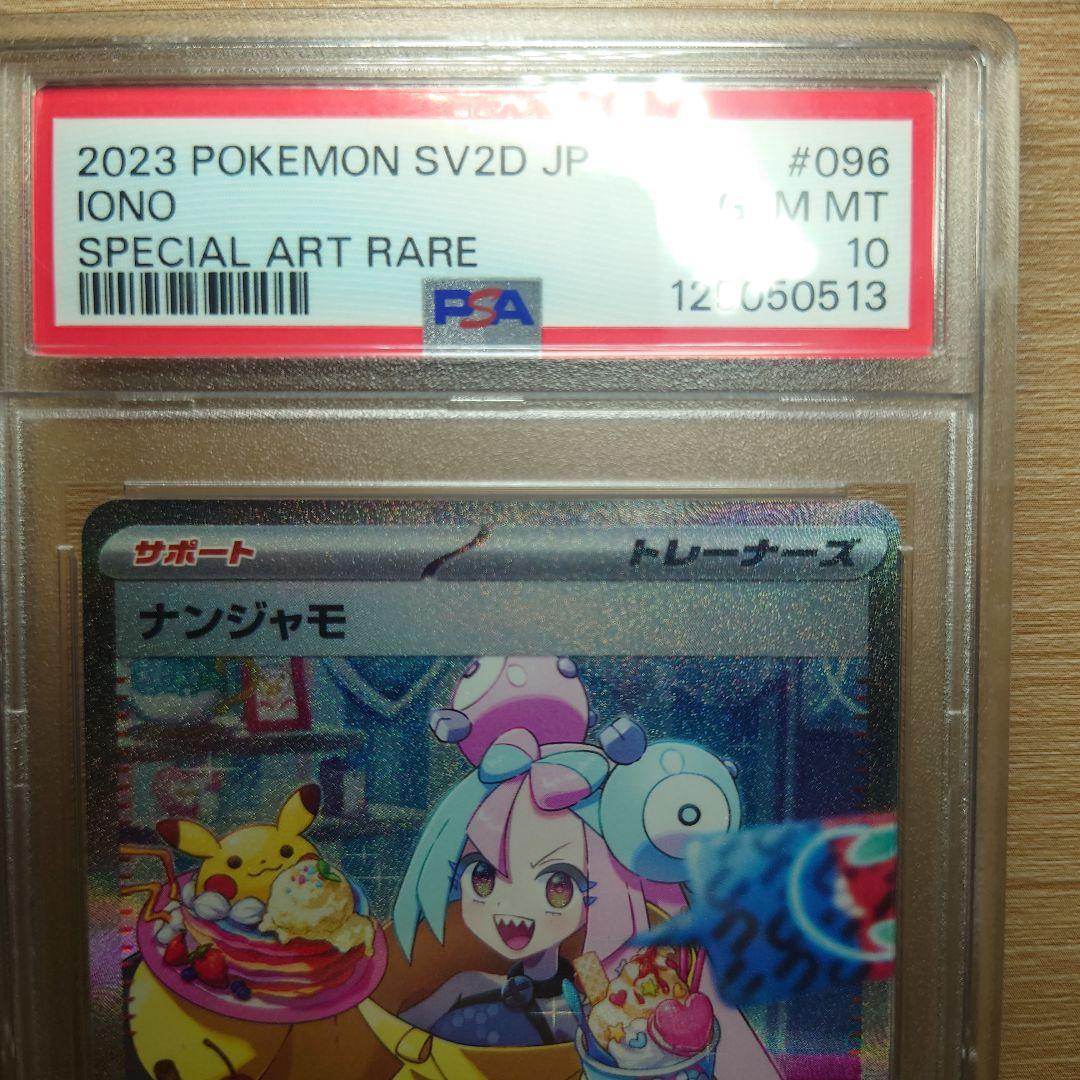 2023 POKEMON SV2D JP #096
IONO MT
SPECIAL ART RARE 10
PSA
サポート トレーナーズ
ナンジャモ